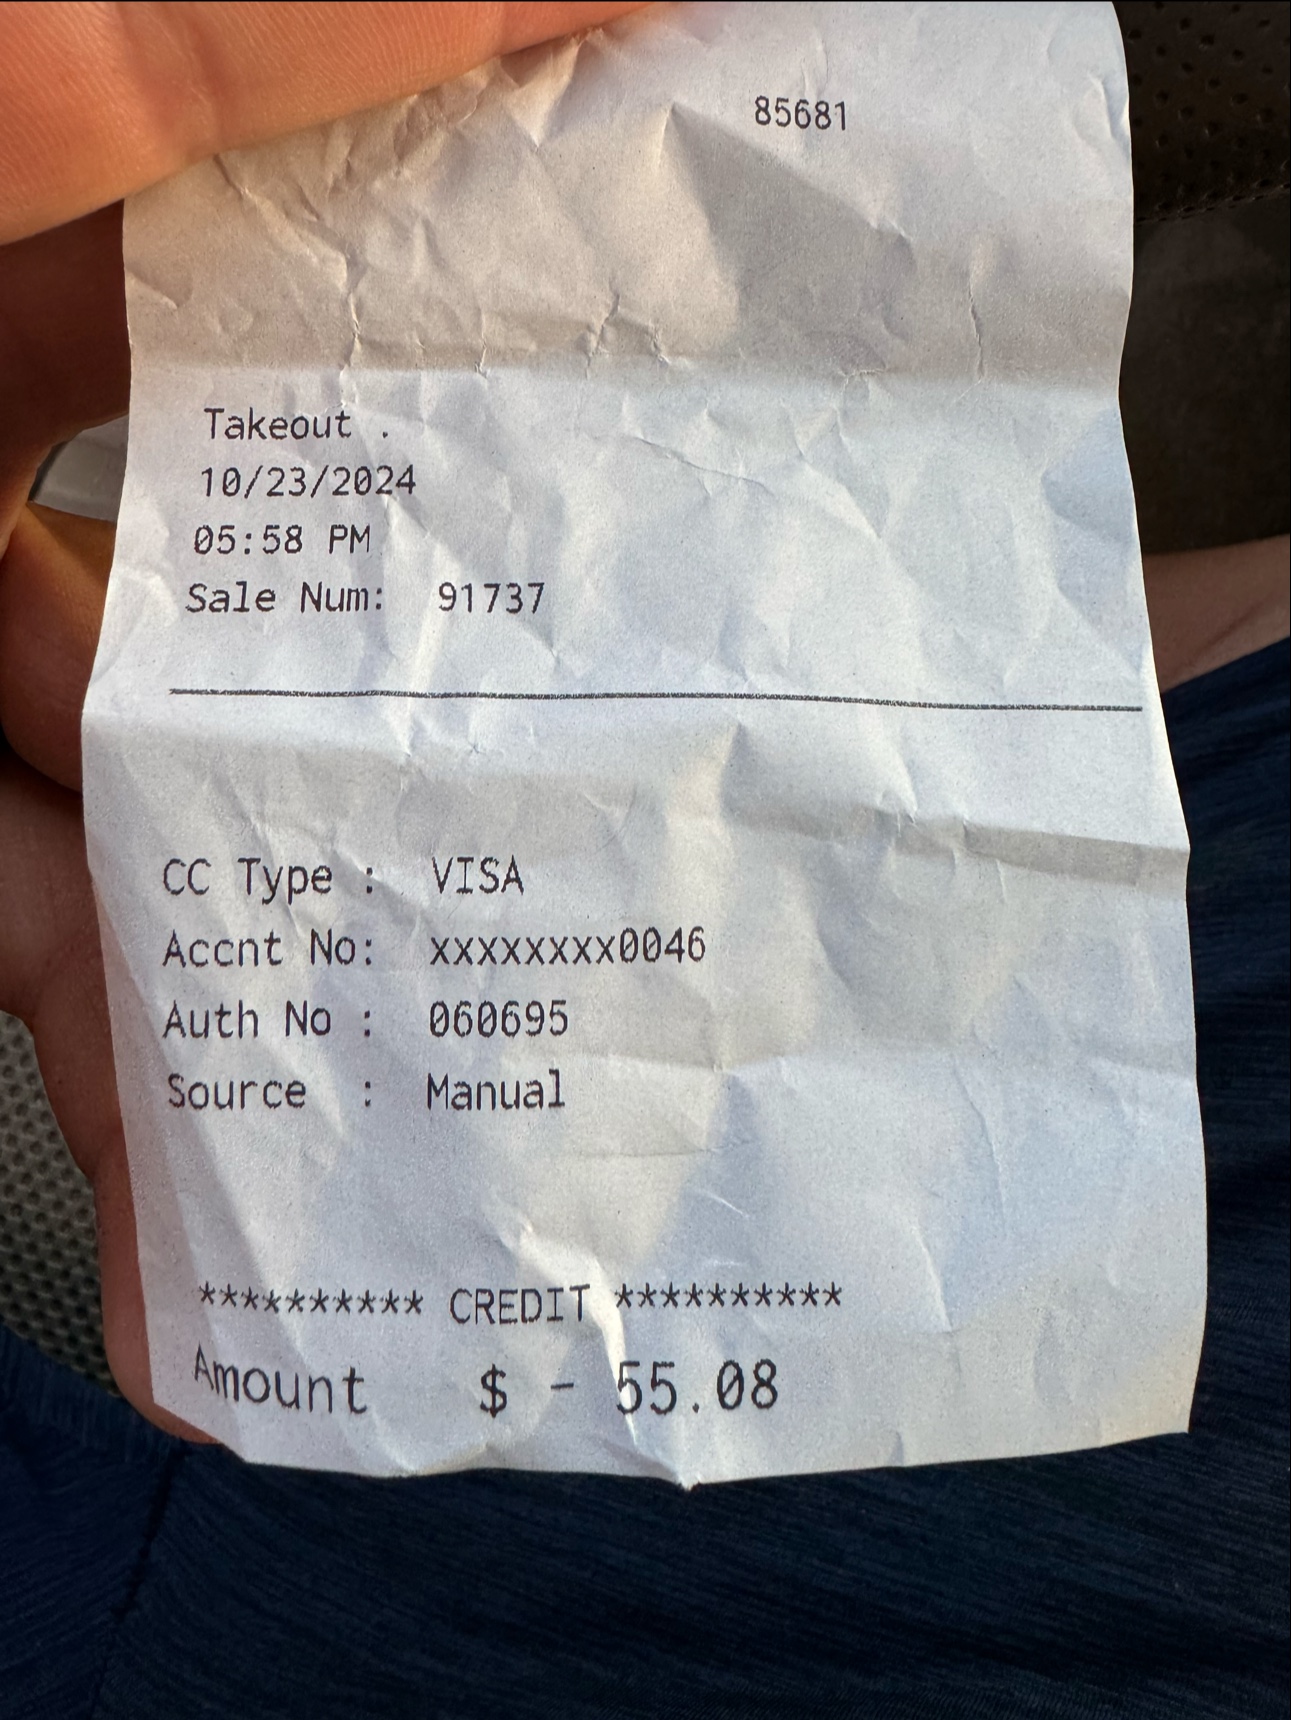 85681
Takeout .
10/23/2024
05:58 PM
Sale Num: 91737
CC Type : VISA
Accnt No: xxxxxxxx0046
Auth No : 060695
Source : Manual
********** CREDIT **********
Amount $ - 55.08